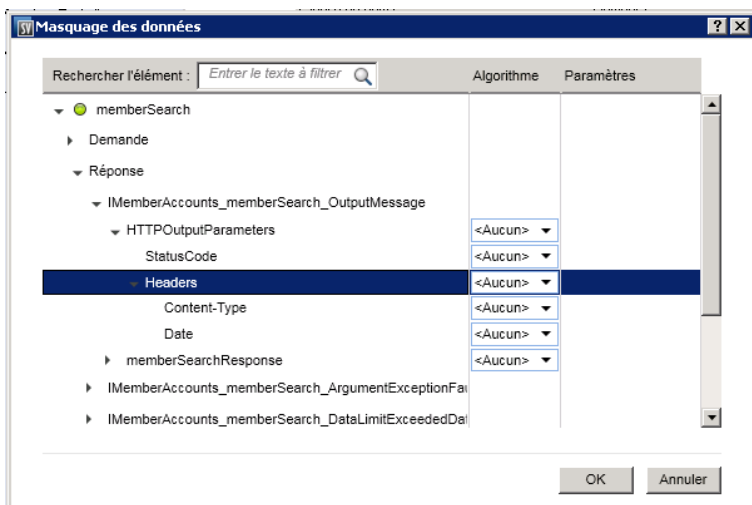 SV Masquage des données
Rechercher l'élément : Entrer le texte à filtrer Algorithme Paramètres
memberSearch
Demande
Réponse
IMemberAccounts_memberSearch_OutputMessage
HTTPOutputParameters <Aucun>
StatusCode <Aucun>
Headers <Aucun>
Content-Type <Aucun>
Date <Aucun>
memberSearchResponse <Aucun>
IMemberAccounts_memberSearch_ArgumentExceptionFau
IMemberAccounts_memberSearch_DataLimitExceededDat
OK Annuler